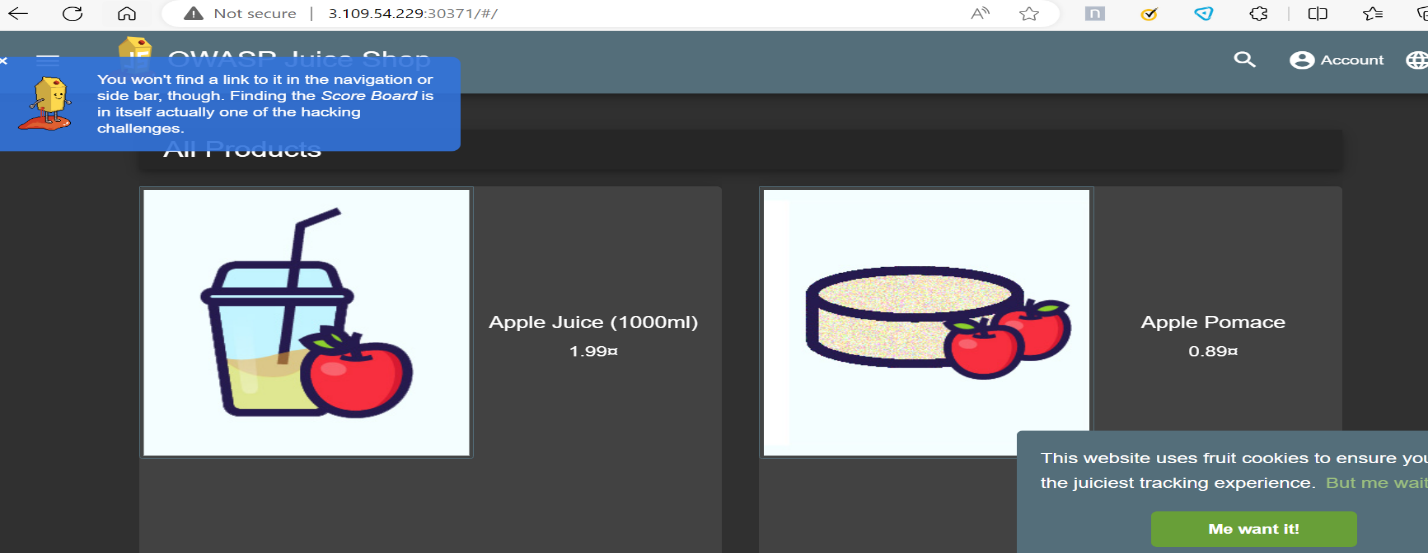 Not secure | 3.109.54.229:30371/#/
OWASP Juice Shop
Account
You won't find a link to it in the navigation or
side bar, though. Finding the Score Board is
in itself actually one of the hacking
challenges.
All Products
Apple Juice (1000ml)
1.99¤
Apple Pomace
0.89¤
This website uses fruit cookies to ensure you
the juiciest tracking experience. But me wait
Me want it!